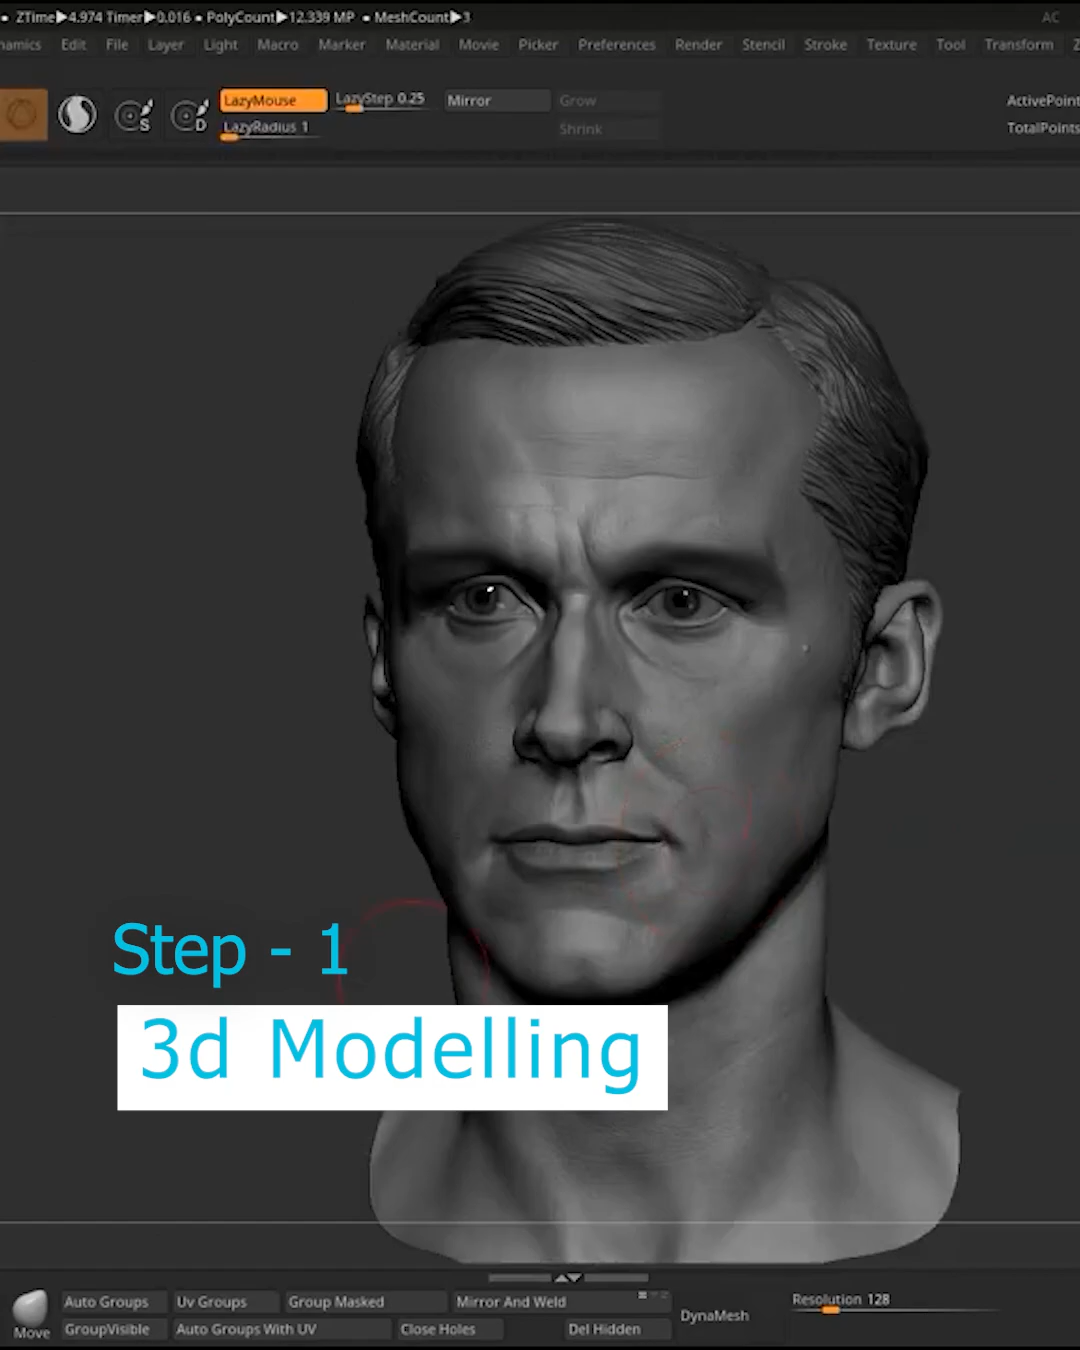 • ZTime▶4.974 Timer▶0.016 • PolyCount▶12.339 MP • MeshCount▶3 AC
namics Edit File Layer Light Macro Marker Material Movie Picker Preferences Render Stencil Stroke Texture Tool Transform Z
LazyMouse LazyStep 0.25 Mirror Grow ActivePoint
S D LazyRadius 1 Shrink TotalPoints
Step - 1
3d Modelling
Auto Groups Uv Groups Group Masked Mirror And Weld Resolution 128
Move GroupVisible Auto Groups With UV Close Holes Del Hidden DynaMesh